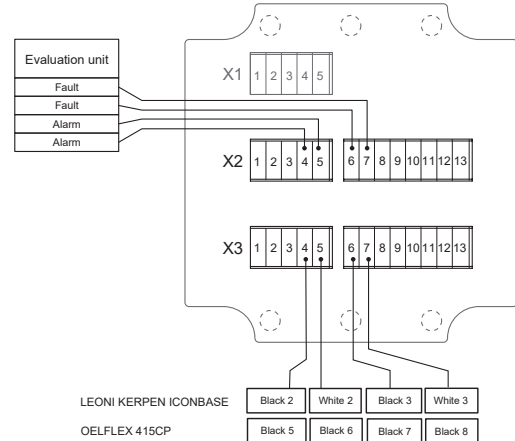 Evaluation unit
Fault
Fault
Alarm
Alarm
X1 1 2 3 4 5
X2 1 2 3 4 5 6 7 8 9 10 11 12 13
X3 1 2 3 4 5 6 7 8 9 10 11 12 13
LEONI KERPEN ICONBASE Black 2 White 2 Black 3 White 3
OELFLEX 415CP Black 5 Black 6 Black 7 Black 8